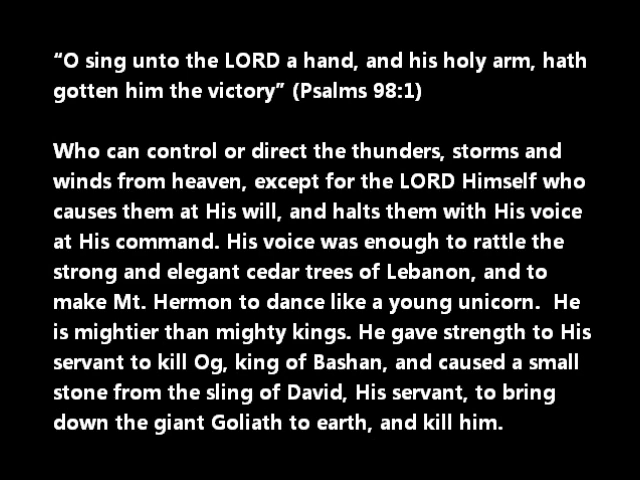 “O sing unto the LORD a hand, and his holy arm, hath
gotten him the victory” (Psalms 98:1)
Who can control or direct the thunders, storms and
winds from heaven, except for the LORD Himself who
causes them at His will, and halts them with His voice
at His command. His voice was enough to rattle the
strong and elegant cedar trees of Lebanon, and to
make Mt. Hermon to dance like a young unicorn.  He
is mightier than mighty kings. He gave strength to His
servant to kill Og, king of Bashan, and caused a small
stone from the sling of David, His servant, to bring
down the giant Goliath to earth, and kill him.